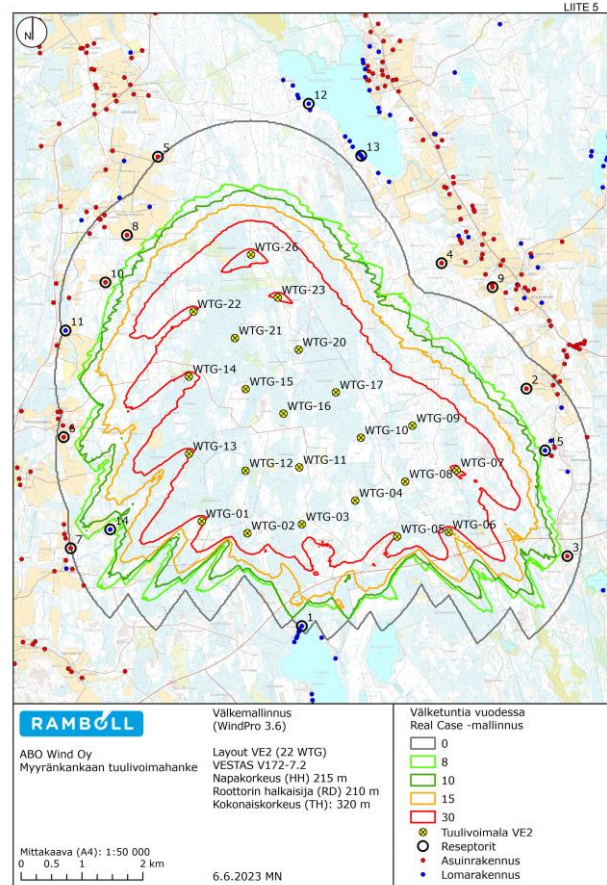 LIITE 5
N
12
13
5
8
4
10
9
WTG-26
WTG-23
WTG-22
11
WTG-21
WTG-20
WTG-14
WTG-15
WTG-17
2
WTG-16
6
WTG-09
WTG-10
15
WTG-13
WTG-12
WTG-11
WTG-07
WTG-08
WTG-04
14
WTG-01
WTG-03
WTG-02
WTG-05
WTG-06
7
3
1
RAMBOLL
ABO Wind Oy
Myyränkankaan tuulivoimahanke
Mittakaava (A4): 1:50 000
0 0.5 1 2 km
Välkemallinnus
(WindPro 3.6)
Layout VE2 (22 WTG)
VESTAS V172-7.2
Napakorkeus (HH) 215 m
Roottorin halkaisija (RD) 210 m
Kokonaiskorkeus (TH): 320 m
6.6.2023 MN
Välketuntia vuodessa
Real Case -mallinnus
0
8
10
15
30
Tuulivoimala VE2
Reseptorit
Asuinrakennus
Lomarakennus